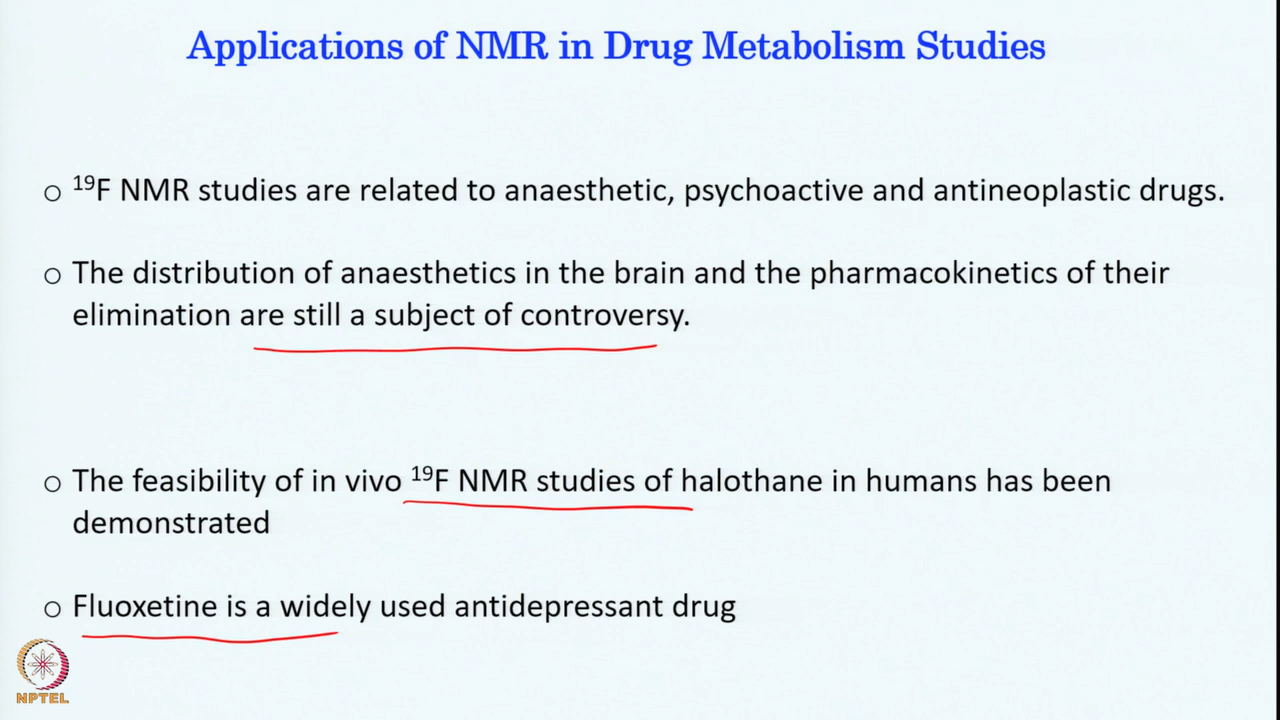 Applications of NMR in Drug Metabolism Studies
○ ¹⁹F NMR studies are related to anaesthetic, psychoactive and antineoplastic drugs.
○ The distribution of anaesthetics in the brain and the pharmacokinetics of their
elimination are still a subject of controversy.
○ The feasibility of in vivo ¹⁹F NMR studies of halothane in humans has been
demonstrated
○ Fluoxetine is a widely used antidepressant drug
NPTEL